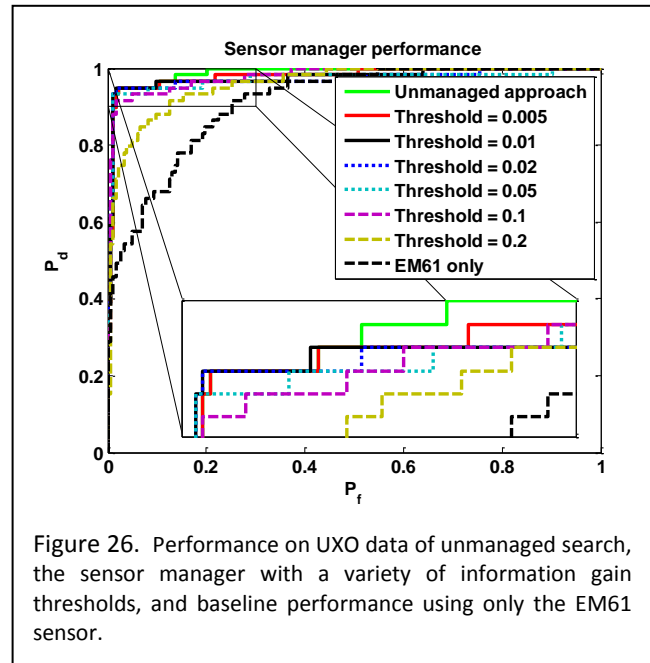 Sensor manager performance
1
0.8
0.6
0.4
0.2
0
P_d
Unmanaged approach
Threshold = 0.005
Threshold = 0.01
Threshold = 0.02
Threshold = 0.05
Threshold = 0.1
Threshold = 0.2
EM61 only
0 0.2 0.4 0.6 0.8 1
P_f
Figure 26. Performance on UXO data of unmanaged search,
the sensor manager with a variety of information gain
thresholds, and baseline performance using only the EM61
sensor.